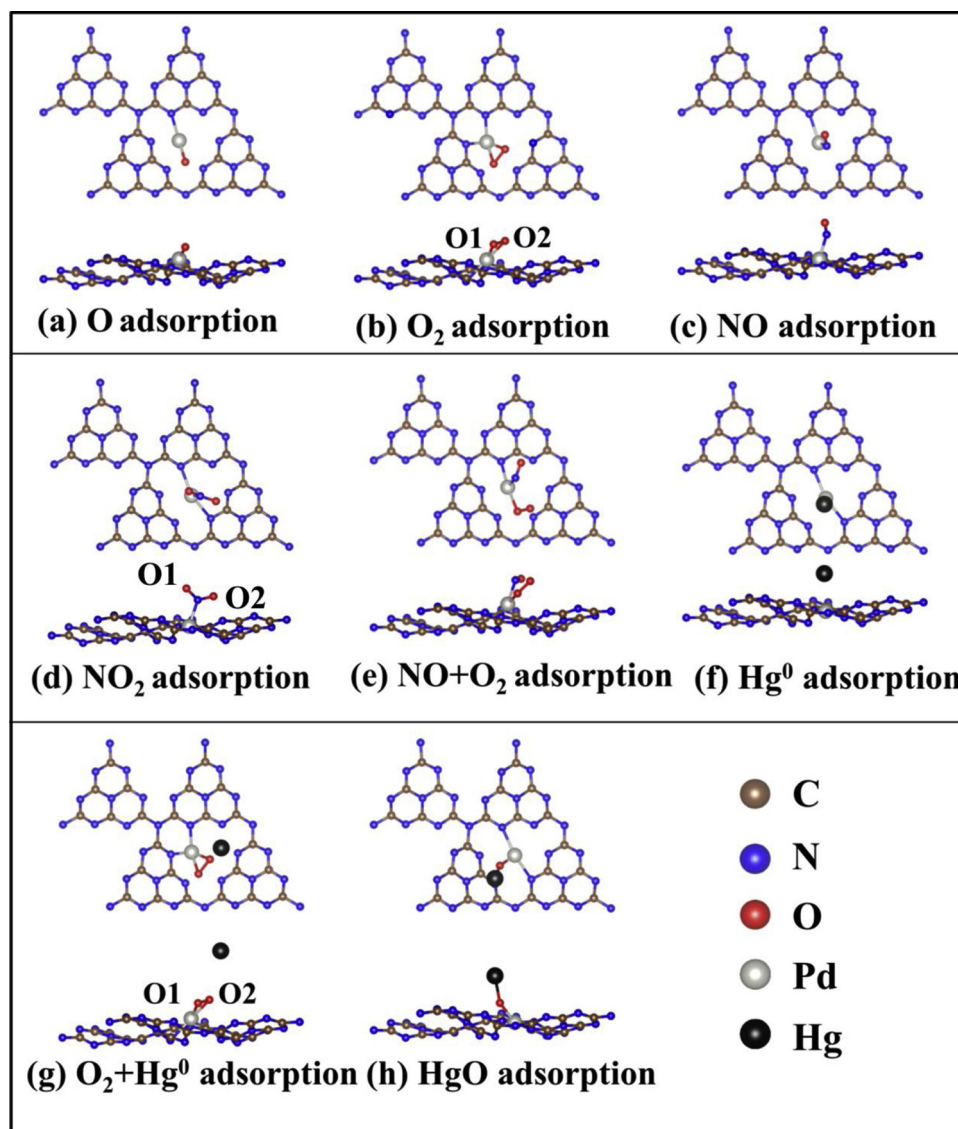 (a) O adsorption
O1 O2
(b) O₂ adsorption
(c) NO adsorption
O1
O2
(d) NO₂ adsorption
(e) NO+O₂ adsorption
(f) Hg⁰ adsorption
O1 O2
(g) O₂+Hg⁰ adsorption
(h) HgO adsorption
C
N
O
Pd
Hg